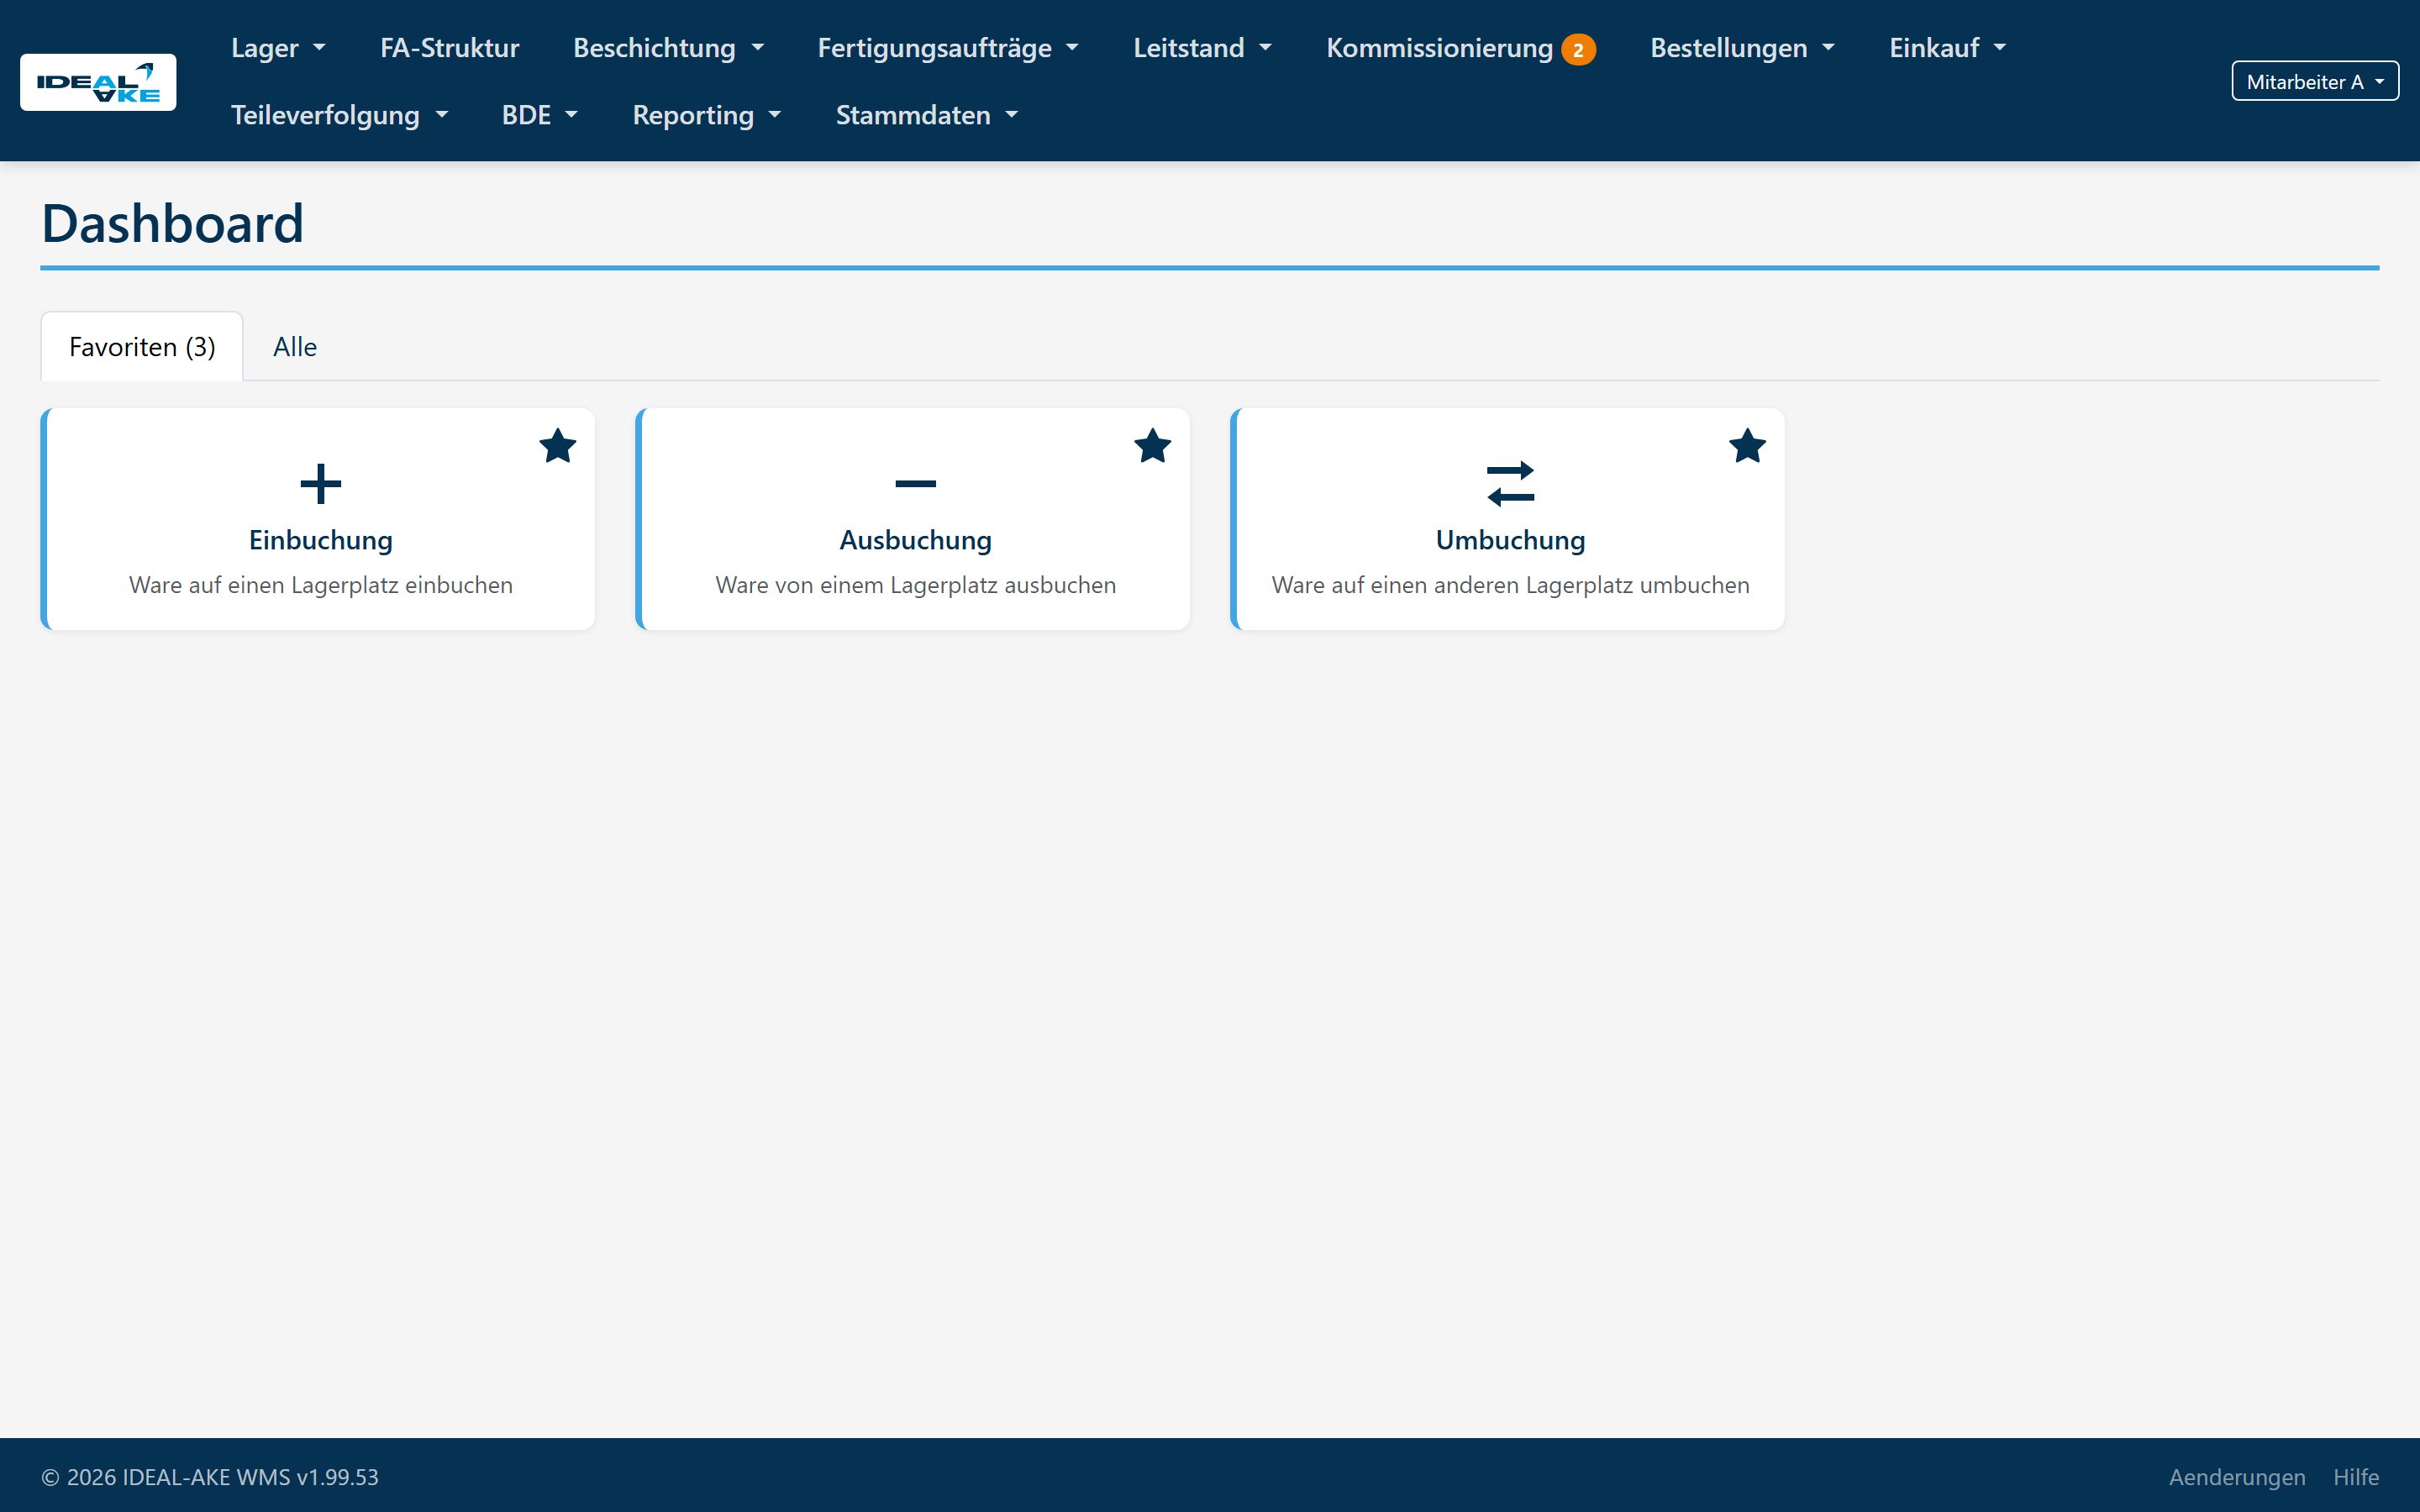 IDEAL
AKE
Lager
FA-Struktur
Beschichtung
Fertigungsaufträge
Leitstand
Kommissionierung 2
Bestellungen
Einkauf
Teileverfolgung
BDE
Reporting
Stammdaten
Mitarbeiter A
Dashboard
Favoriten (3)
Alle
Einbuchung
Ware auf einen Lagerplatz einbuchen
Ausbuchung
Ware von einem Lagerplatz ausbuchen
Umbuchung
Ware auf einen anderen Lagerplatz umbuchen
© 2026 IDEAL-AKE WMS v1.99.53
Aenderungen
Hilfe